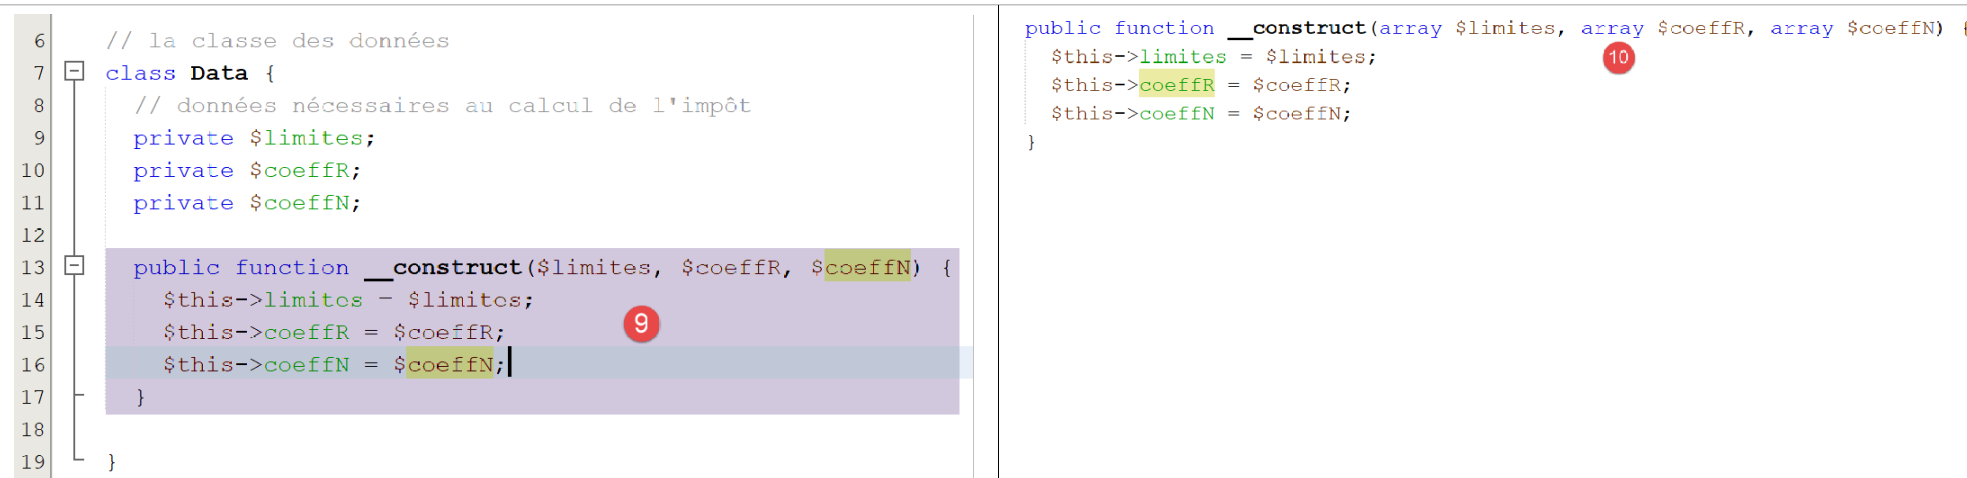 6 // la classe des données
7 class Data {
8 // données nécessaires au calcul de l'impôt
9 private $limites;
10 private $coeffR;
11 private $coeffN;
12
13 public function __construct($limites, $coeffR, $coeffN) {
14 $this->limites = $limites;
15 $this->coeffR = $coeffR;
9
16 $this->coeffN = $coeffN;
17 }
18
19 }
public function __construct(array $limites, array $coeffR, array $coeffN) {
$this->limites = $limites;
10
$this->coeffR = $coeffR;
$this->coeffN = $coeffN;
}